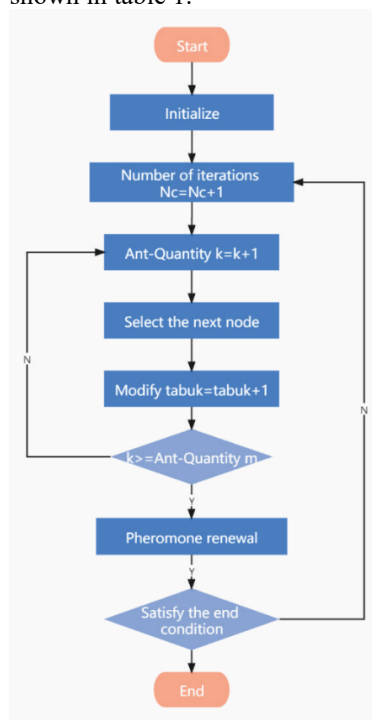 shown in table 1.
Start
Initialize
Number of iterations
Nc=Nc+1
Ant-Quantity k=k+1
Select the next node
N
Modify tabuk=tabuk+1
N
k>=Ant-Quantity m
Y
Pheromone renewal
Y
Satisfy the end
condition
End